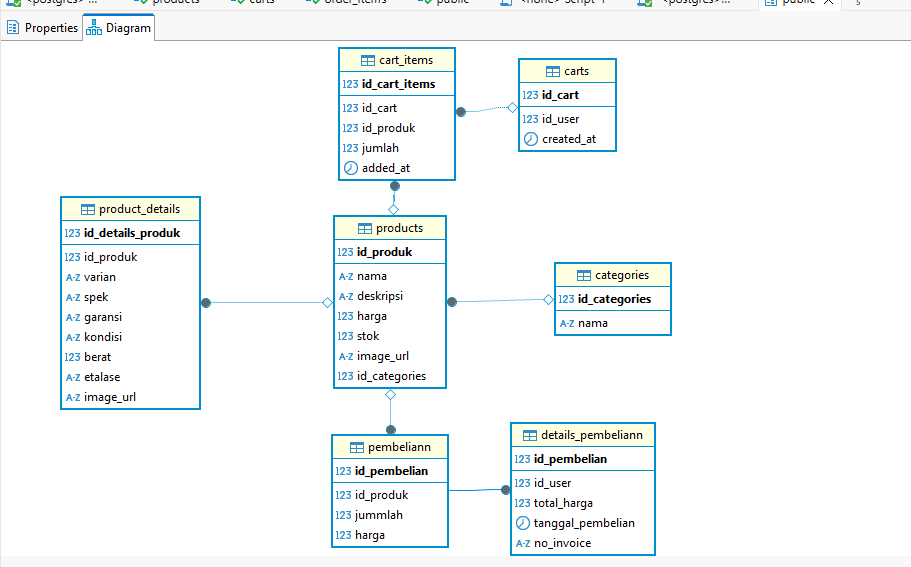 <postgres> ...
products
carts
order_items
public
<none> Script-1
<postgres>...
public
s
Properties
Diagram
cart_items
123 id_cart_items
123 id_cart
123 id_produk
123 jumlah
added_at
carts
123 id_cart
123 id_user
created_at
product_details
123 id_details_produk
123 id_produk
A-Z varian
A-Z spek
A-Z garansi
A-Z kondisi
123 berat
A-Z etalase
A-Z image_url
products
123 id_produk
A-Z nama
A-Z deskripsi
123 harga
123 stok
A-Z image_url
123 id_categories
categories
123 id_categories
A-Z nama
pembeliann
123 id_pembelian
123 id_produk
123 jummlah
123 harga
details_pembeliann
123 id_pembelian
123 id_user
123 total_harga
tanggal_pembelian
A-Z no_invoice